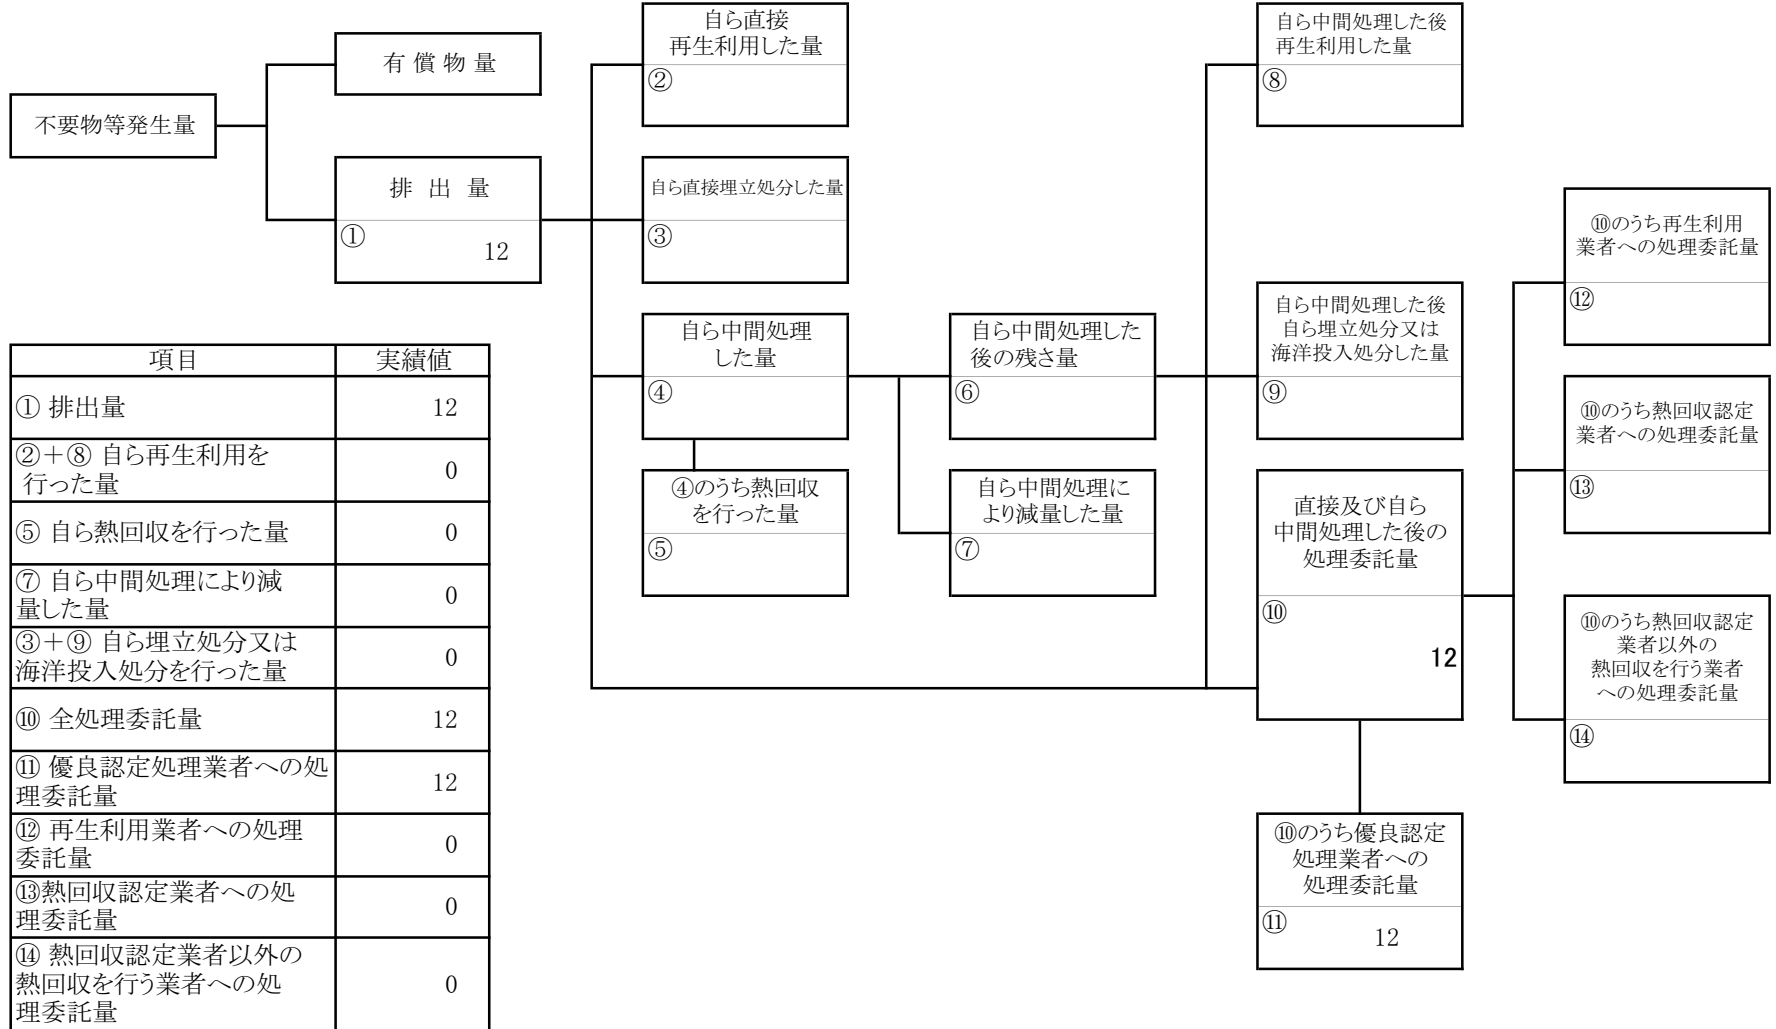 不要物等発生量
有 償 物 量
排 出 量
①
12
自ら直接
再生利用した量
②
自ら直接埋立処分した量
③
自ら中間処理
した量
④
④のうち熱回収
を行った量
⑤
自ら中間処理した
後の残さ量
⑥
自ら中間処理に
より減量した量
⑦
自ら中間処理した後
再生利用した量
⑧
自ら中間処理した後
自ら埋立処分又は
海洋投入処分した量
⑨
直接及び自ら
中間処理した後の
処理委託量
⑩
12
⑩のうち優良認定
処理業者への
処理委託量
⑪
12
⑩のうち再生利用
業者への処理委託量
⑫
⑩のうち熱回収認定
業者への処理委託量
⑬
⑩のうち熱回収認定
業者以外の
熱回収を行う業者
への処理委託量
⑭
項目 実績値
① 排出量 12
②＋⑧ 自ら再生利用を
行った量 0
⑤ 自ら熱回収を行った量 0
⑦ 自ら中間処理により減
量した量 0
③＋⑨ 自ら埋立処分又は
海洋投入処分を行った量 0
⑩ 全処理委託量 12
⑪ 優良認定処理業者への処
理委託量 12
⑫ 再生利用業者への処理
委託量 0
⑬熱回収認定業者への処
理委託量 0
⑭ 熱回収認定業者以外の
熱回収を行う業者への処
理委託量 0